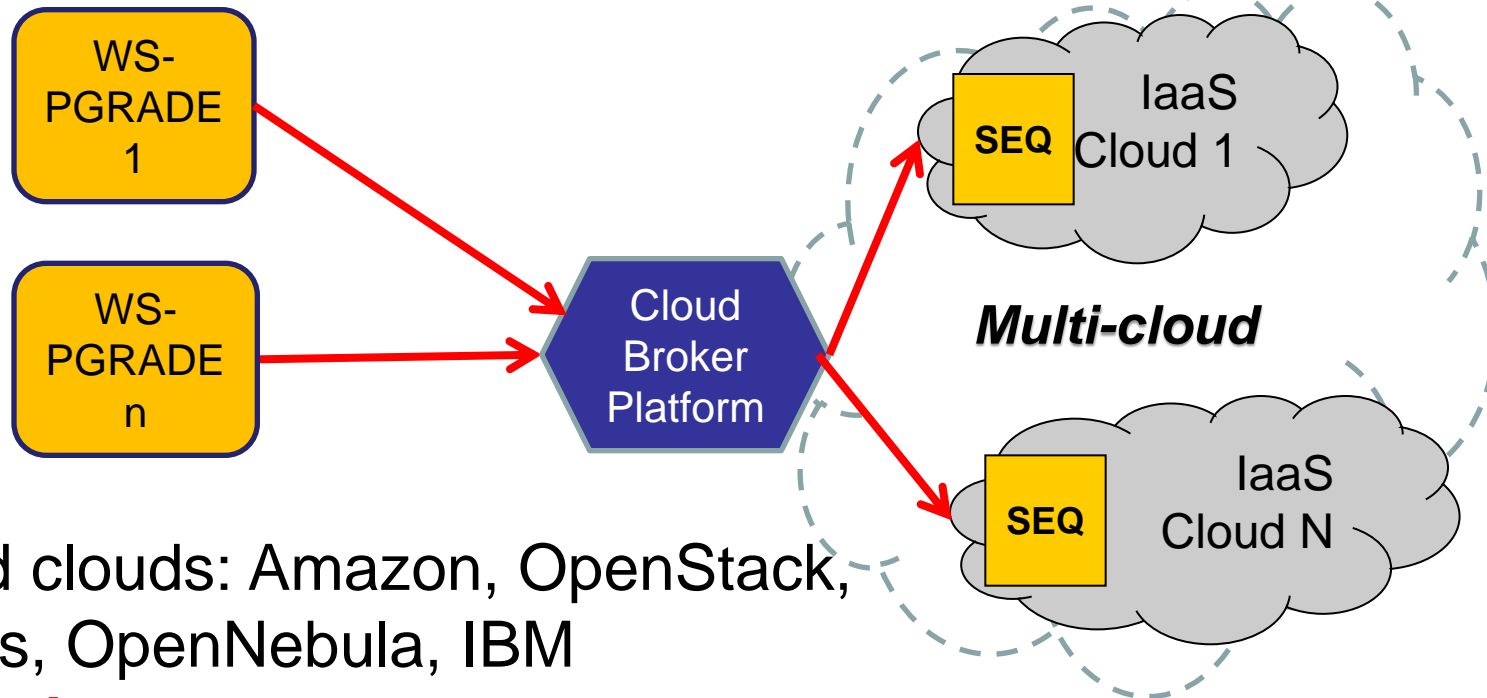 WS-
PGRADE
1
WS-
PGRADE
n
Cloud
Broker
Platform
SEQ
IaaS
Cloud 1
Multi-cloud
SEQ
IaaS
Cloud N
clouds: Amazon, OpenStack,
OpenNebula, IBM